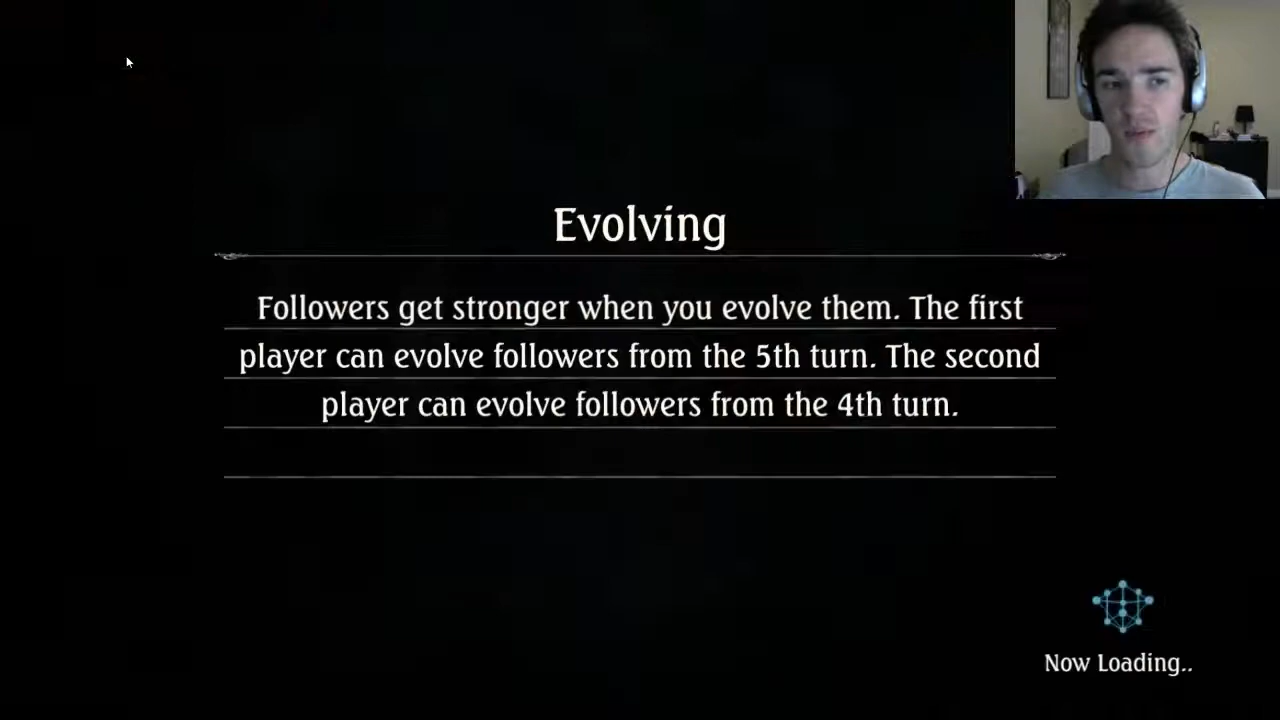 Evolving
Followers get stronger when you evolve them. The first
player can evolve followers from the 5th turn. The second
player can evolve followers from the 4th turn.
Now Loading..